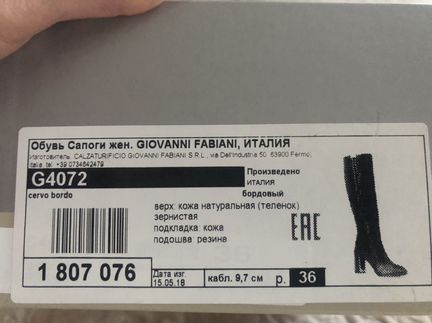 Обувь Сапоги жен. GIOVANNI FABIANI, ИТАЛИЯ
Изготовитель: CALZATURIFICIO GIOVANNI FABIANI S.R.L., via Dell'Industria 50 63900 Fermo,
Italia tel. +39 0734642479
G4072
Произведено
ИТАЛИЯ
cervo bordo
бордовый
верх: кожа натуральная (теленок)
зернистая
подкладка: кожа
подошва: резина
EAC
36
1 807 076
Дата изг.
15.05.18
кабл. 9,7 см
р. 36